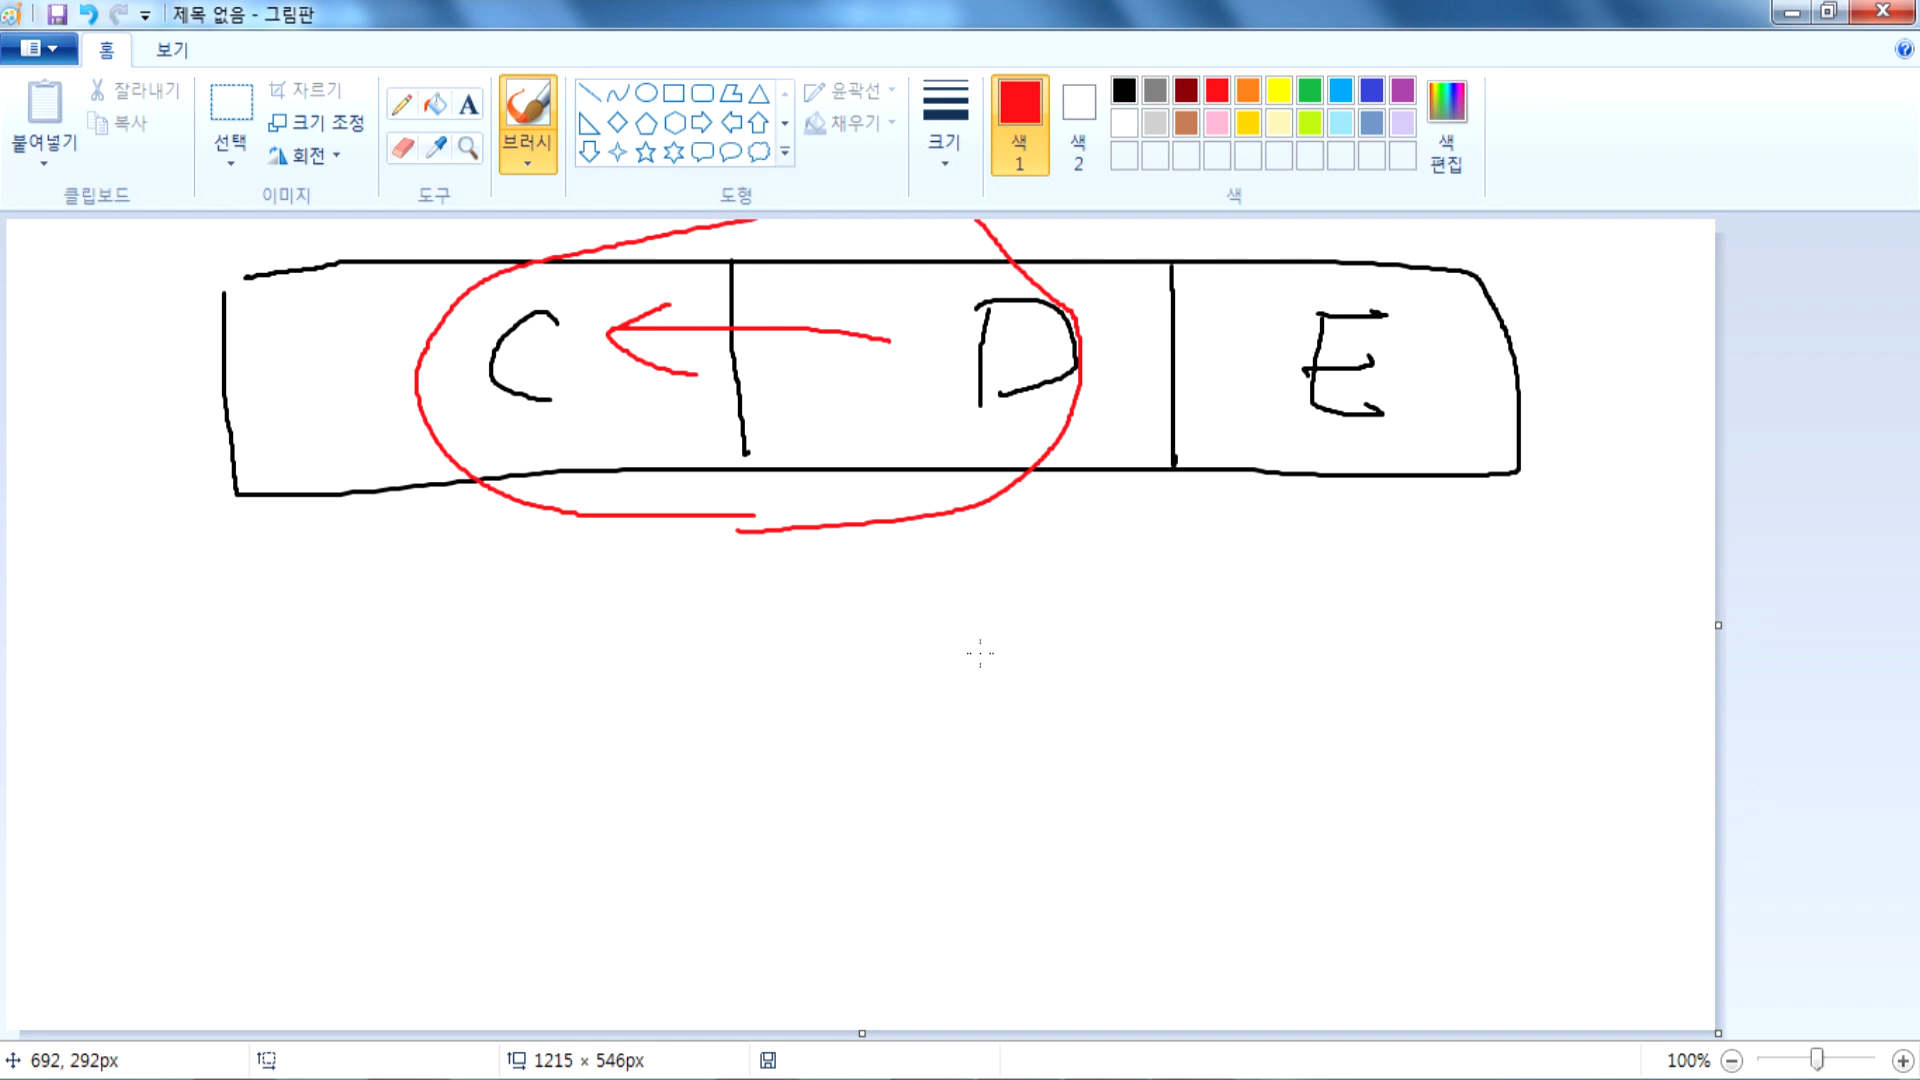 제목 없음 - 그림판
홈 보기
붙여넣기 잘라내기 복사
선택 자르기 크기 조정 회전
A
브러시
윤곽선 채우기
크기
색 1
색 2
색 편집
클립보드 이미지 도구 도형 색
C D E
692, 292px 1215 × 546px 100%